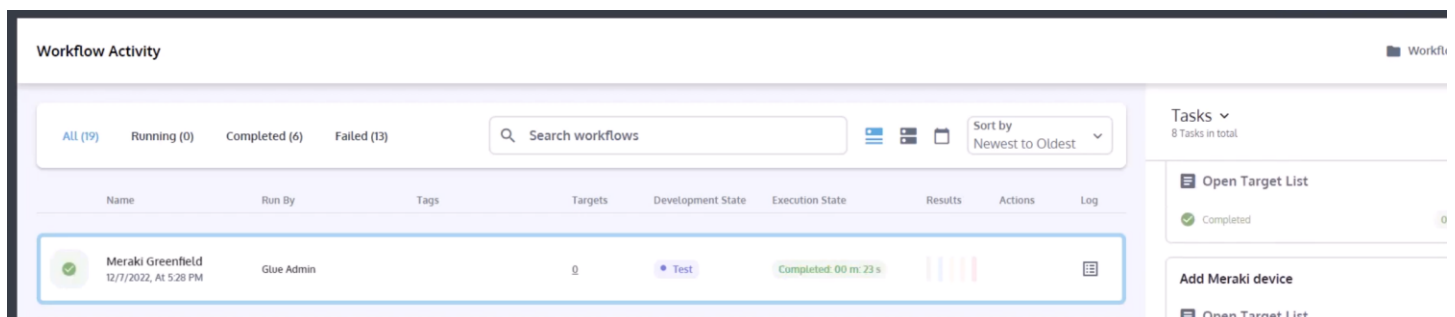 Workflow Activity
All (19) Running (0) Completed (6) Failed (13)
Search workflows
Sort by
Newest to Oldest
Name Run By Tags Targets Development State Execution State Results Actions Log
Meraki Greenfield
12/7/2022, At 5:28 PM
Glue Admin 0 Test Completed: 00 m: 23 s
Tasks
8 Tasks in total
Open Target List
Completed
Add Meraki device
Open Target List